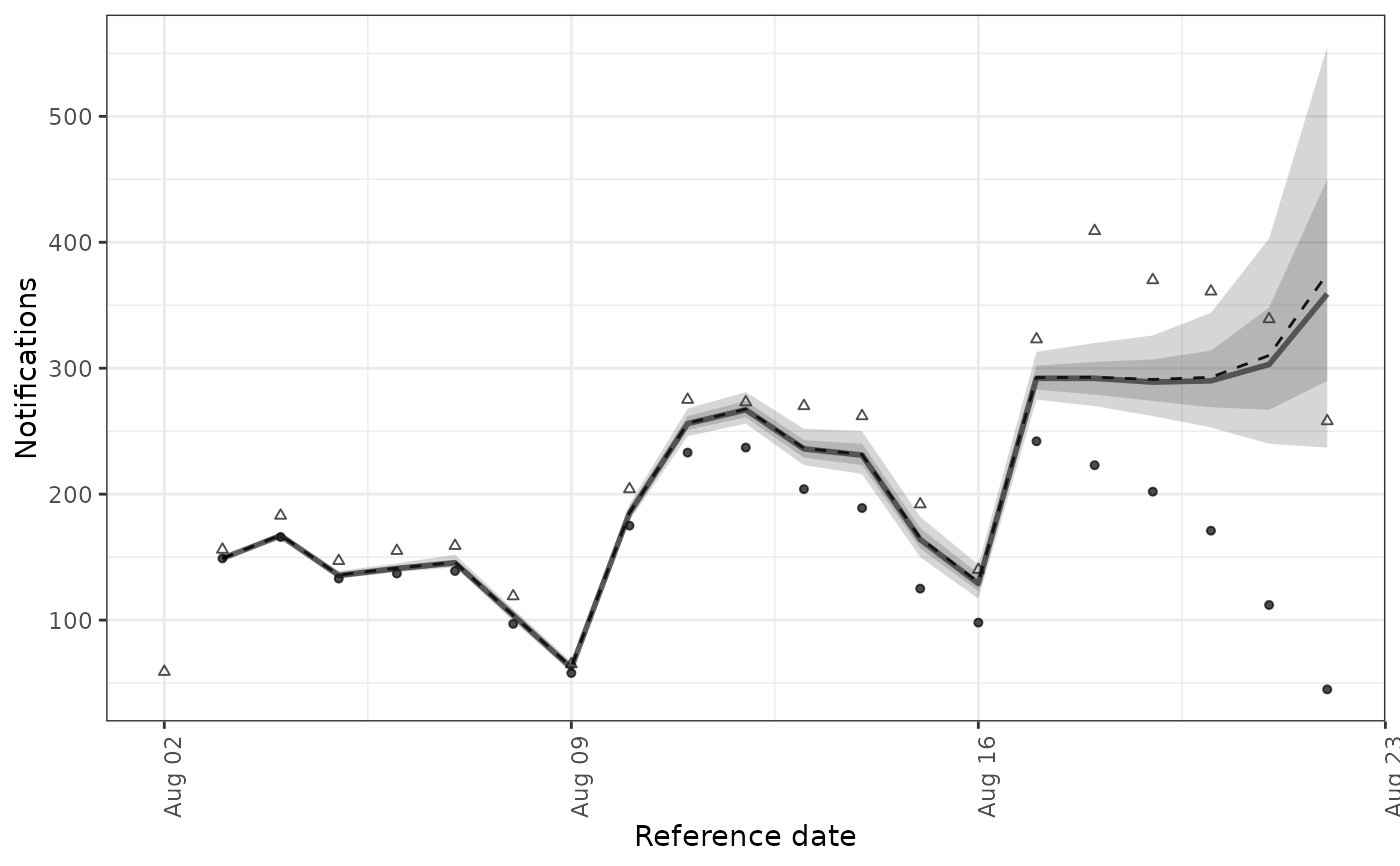 Notifications
500
400
300
200
100
Aug 02
Aug 09
Aug 16
Aug 23
Reference date